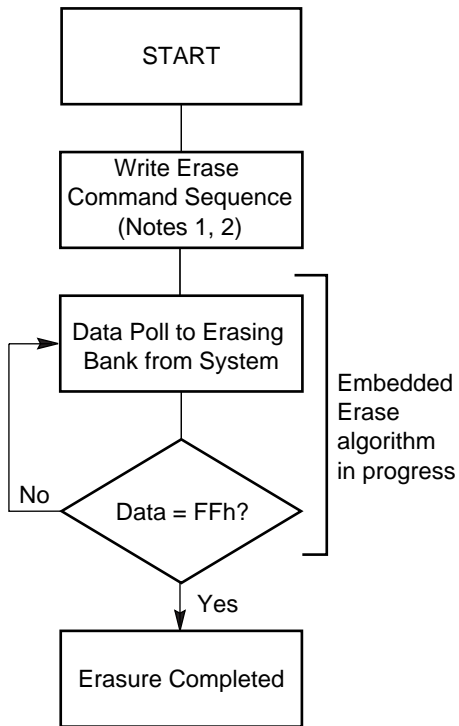 START
Write Erase
Command Sequence
(Notes 1, 2)
Data Poll to Erasing
Bank from System
Embedded
Erase
algorithm
in progress
No
Data = FFh?
Yes
Erasure Completed